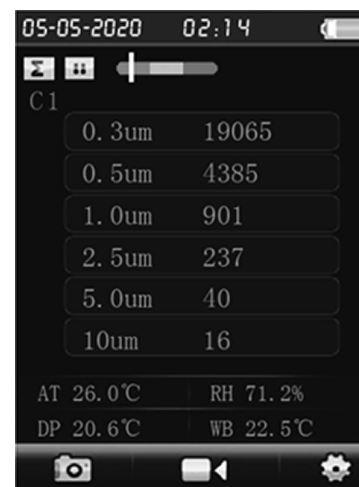 05-05-2020 02:14
Σ
C1
0.3um 19065
0.5um 4385
1.0um 901
2.5um 237
5.0um 40
10um 16
AT 26.0℃ RH 71.2%
DP 20.6℃ WB 22.5℃